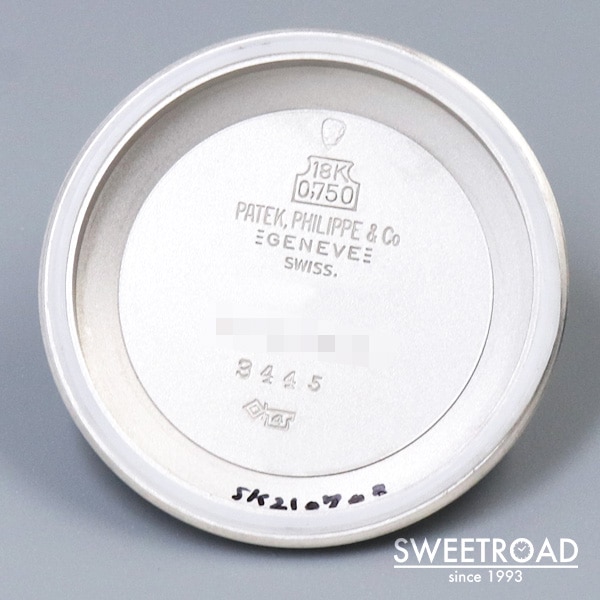 18K
0,750
PATEK, PHILIPPE & Co
GENEVE
SWISS.
3445
SWEETROAD
since 1993